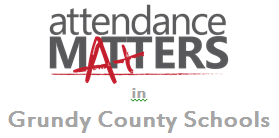 attendance
MATTERS
A+
in
Grundy County Schools